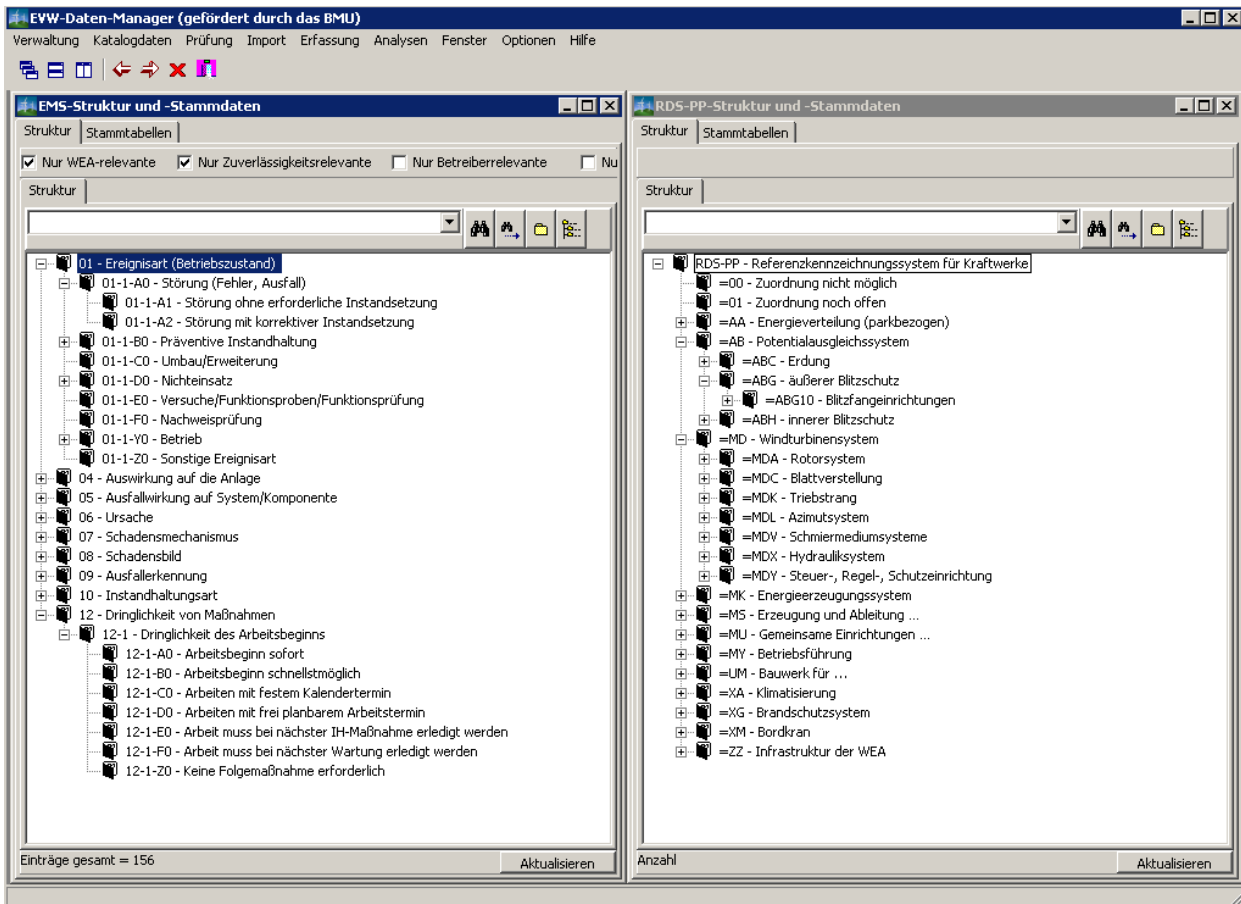 EVW-Daten-Manager (gefördert durch das BMU)
Verwaltung Katalogdaten Prüfung Import Erfassung Analysen Fenster Optionen Hilfe
EMS-Struktur und -Stammdaten
Struktur Stammtabellen
Nur WEA-relevante Nur Zuverlässigkeitsrelevante Nur Betreiberrelevante Nu
Struktur
01 - Ereignisart (Betriebszustand)
01-1-A0 - Störung (Fehler, Ausfall)
01-1-A1 - Störung ohne erforderliche Instandsetzung
01-1-A2 - Störung mit korrektiver Instandsetzung
01-1-B0 - Präventive Instandhaltung
01-1-C0 - Umbau/Erweiterung
01-1-D0 - Nichteinsatz
01-1-E0 - Versuche/Funktionsproben/Funktionsprüfung
01-1-F0 - Nachweisprüfung
01-1-Y0 - Betrieb
01-1-Z0 - Sonstige Ereignisart
04 - Auswirkung auf die Anlage
05 - Ausfallwirkung auf System/Komponente
06 - Ursache
07 - Schadensmechanismus
08 - Schadensbild
09 - Ausfallerkennung
10 - Instandhaltungsart
12 - Dringlichkeit von Maßnahmen
12-1 - Dringlichkeit des Arbeitsbeginns
12-1-A0 - Arbeitsbeginn sofort
12-1-B0 - Arbeitsbeginn schnellstmöglich
12-1-C0 - Arbeiten mit festem Kalendertermin
12-1-D0 - Arbeiten mit frei planbarem Arbeitstermin
12-1-E0 - Arbeit muss bei nächster IH-Maßnahme erledigt werden
12-1-F0 - Arbeit muss bei nächster Wartung erledigt werden
12-1-Z0 - Keine Folgemaßnahme erforderlich
Einträge gesamt = 156
Aktualisieren
RDS-PP-Struktur und -Stammdaten
Struktur Stammtabellen
Struktur
RDS-PP - Referenzkennzeichnungssystem für Kraftwerke
=00 - Zuordnung nicht möglich
=01 - Zuordnung noch offen
=AA - Energieverteilung (parkbezogen)
=AB - Potentialausgleichssystem
=ABC - Erdung
=ABG - äußerer Blitzschutz
=ABG10 - Blitzfangeinrichtungen
=ABH - innerer Blitzschutz
=MD - Windturbinensystem
=MDA - Rotorsystem
=MDC - Blattverstellung
=MDK - Triebstrang
=MDL - Azimutsystem
=MDV - Schmiermediumsysteme
=MDX - Hydrauliksystem
=MDY - Steuer-, Regel-, Schutzeinrichtung
=MK - Energieerzeugungssystem
=MS - Erzeugung und Ableitung ...
=MU - Gemeinsame Einrichtungen ...
=MY - Betriebsführung
=UM - Bauwerk für ...
=XA - Klimatisierung
=XG - Brandschutzsystem
=XM - Bordkran
=ZZ - Infrastruktur der WEA
Anzahl
Aktualisieren